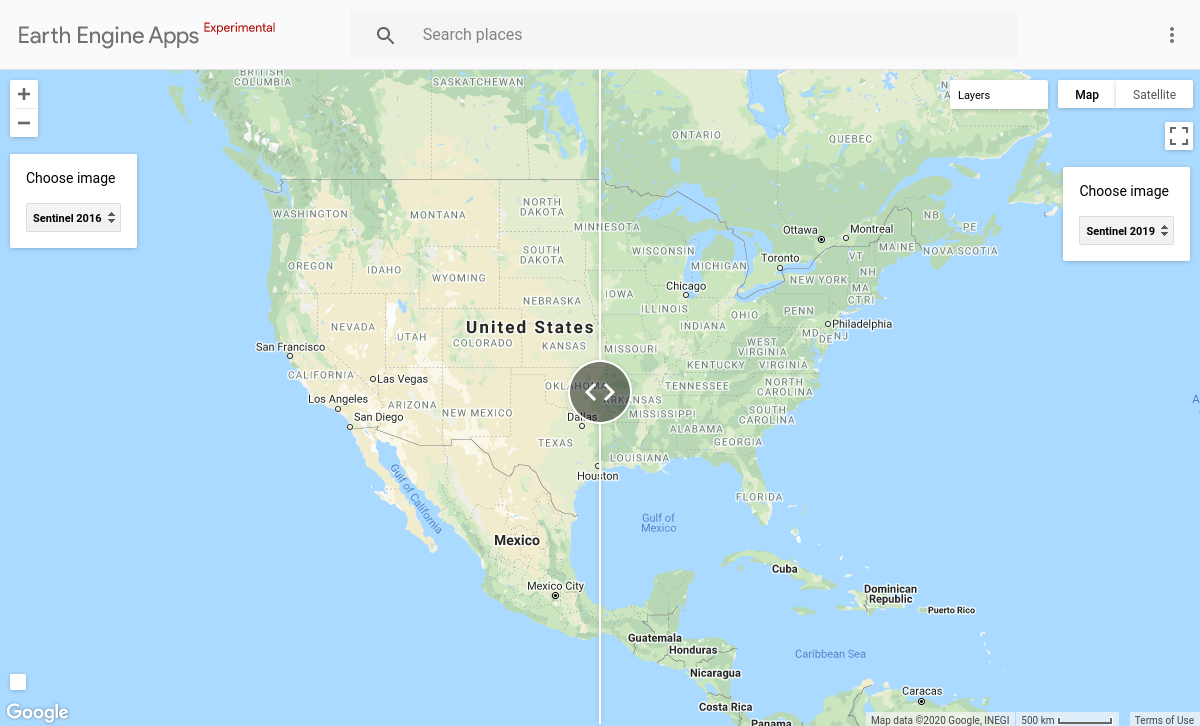 Earth Engine Apps Experimental
Search places
Layers
Map
Satellite
Choose image
Sentinel 2016
Choose image
Sentinel 2019
BRITISH
COLUMBIA
SASKATCHEWAN
ONTARIO
QUEBEC
WASHINGTON
MONTANA
NORTH
DAKOTA
MINNESOTA
Ottawa
Montreal
NB
PE
MAINE
NOVA SCOTIA
OREGON
IDAHO
WYOMING
SOUTH
DAKOTA
WISCONSIN
MICHIGAN
Toronto
VT
NH
NEW YORK
MA
CT RI
Chicago
NEBRASKA
IOWA
ILLINOIS
INDIANA
OHIO
PENN
Philadelphia
MD
DE
NJ
NEVADA
UTAH
COLORADO
United States
KANSAS
MISSOURI
WEST
VIRGINIA
KENTUCKY
VIRGINIA
San Francisco
CALIFORNIA
Las Vegas
OKLAHOMA
ARKANSAS
TENNESSEE
NORTH
CAROLINA
Los Angeles
ARIZONA
NEW MEXICO
San Diego
Dallas
MISSISSIPPI
SOUTH
CAROLINA
ALABAMA
GEORGIA
TEXAS
LOUISIANA
Houston
FLORIDA
Gulf of California
Gulf of
Mexico
Mexico
Mexico City
Cuba
Dominican
Republic
Puerto Rico
Guatemala
Honduras
Nicaragua
Caribbean Sea
Costa Rica
Panama
Caracas
Google
Map data ©2020 Google, INEGI
500 km
Terms of Use